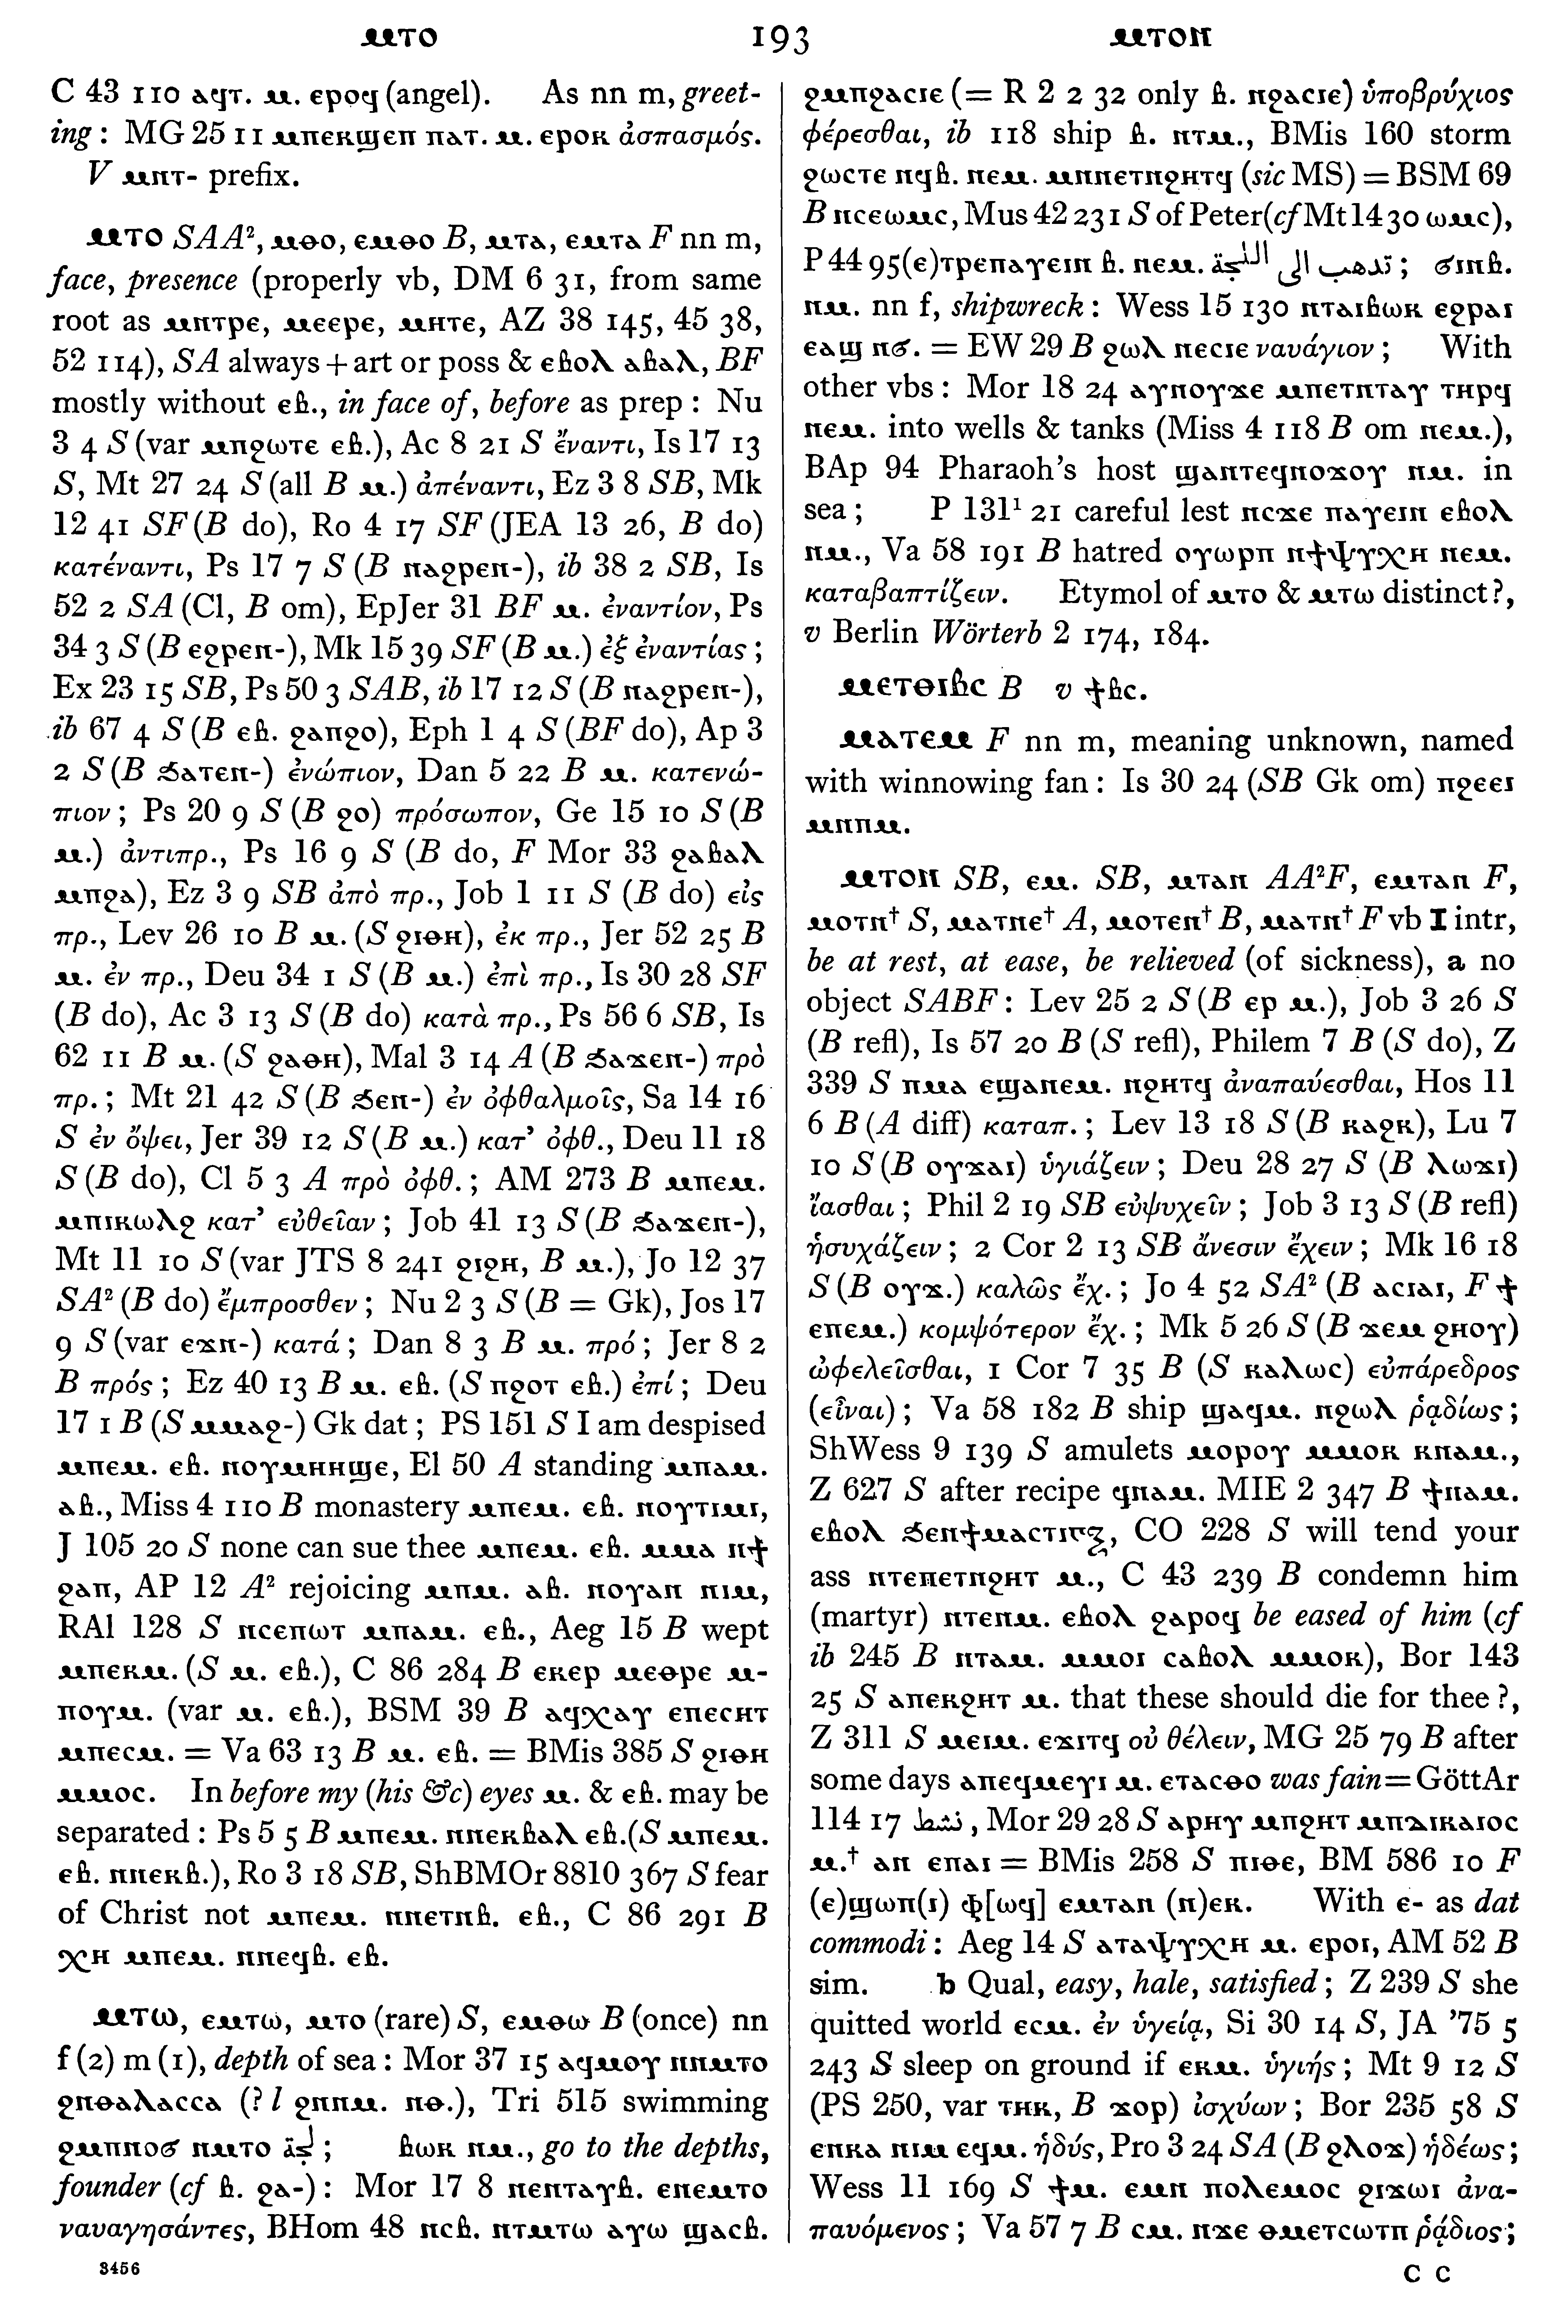 ⲙⲧⲟ 193 ⲙⲧⲟⲛ
C 43 110 ⲁϥⲧ. ⲙ. ⲉⲣⲟϥ (angel). As nn m, greet-
ing: MG 25 11 ⲙⲡⲉⲕϣⲉⲡ ⲡⲁⲧ. ⲙ. ⲉⲣⲟⲕ ἀσπασμός.
V ⲙⲛⲧ- prefix.
ⲙⲧⲟ SAA², ⲙⲑⲟ, ⲉⲙⲑⲟ B, ⲙⲧⲁ, ⲉⲙⲧⲁ F nn m,
face, presence (properly vb, DM 6 31, from same
root as ⲙⲛⲧⲣⲉ, ⲙⲉⲉⲣⲉ, ⲙⲏⲧⲉ, AZ 38 145, 45 38,
52 114), SA always + art or poss & ⲉⲃⲟⲗ ⲁⲃⲁⲗ, BF
mostly without ⲉⲃ., in face of, before as prep: Nu
3 4 S (var ⲙⲡϩⲱⲧⲉ ⲉⲃ.), Ac 8 21 S ἔναντι, Is 17 13
S, Mt 27 24 S (all B ⲙ.) ἀπέναντι, Ez 3 8 SB, Mk
12 41 SF (B do), Ro 4 17 SF (JEA 13 26, B do)
κατέναντι, Ps 17 7 S (B ⲛⲁϩⲣⲉⲛ-), ib 38 2 SB, Is
52 2 SA (Cl, B om), EpJer 31 BF ⲙ. ἐναντίον, Ps
34 3 S (B ⲉϩⲣⲉⲛ-), Mk 15 39 SF (B ⲙ.) ἐξ ἐναντίας;
Ex 23 15 SB, Ps 50 3 SAB, ib 17 12 S (B ⲛⲁϩⲣⲉⲛ-),
ib 67 4 S (B ⲉⲃ. ϩⲁⲡϩⲟ), Eph 1 4 S (BF do), Ap 3
2 S (B ϧⲁⲧⲉⲛ-) ἐνώπιον, Dan 5 22 B ⲙ. κατενώ-
πιον; Ps 20 9 S (B ϩⲟ) πρόσωπον, Ge 15 10 S (B
ⲙ.) ἀντιπρ., Ps 16 9 S (B do, F Mor 33 ϩⲁⲃⲁⲗ
ⲙⲡϩⲁ), Ez 3 9 SB ἀπὸ πρ., Job 1 11 S (B do) εἰς
πρ., Lev 26 10 B ⲙ. (S ϩⲓⲑⲏ), ἐκ πρ., Jer 52 25 B
ⲙ. ἐν πρ., Deu 34 1 S (B ⲙ.) ἐπὶ πρ., Is 30 28 SF
(B do), Ac 3 13 S (B do) κατὰ πρ., Ps 56 6 SB, Is
62 11 B ⲙ. (S ϩⲁⲑⲏ), Mal 3 14 A (B ϧⲁϫⲉⲛ-) πρὸ
πρ.; Mt 21 42 S (B ϧⲉⲛ-) ἐν ὀφθαλμοῖς, Sa 14 16
S ἐν ὄψει, Jer 39 12 S (B ⲙ.) κατ’ ὀφθ., Deu 11 18
S (B do), Cl 5 3 A πρὸ ὀφθ.; AM 273 B ⲙⲡⲉⲙ.
ⲙⲡⲓⲕⲱⲗϩ κατ’ εὐθεῖαν; Job 41 13 S (B ϧⲁϫⲉⲛ-),
Mt 11 10 S (var JTS 8 241 ϩⲓϩⲏ, B ⲙ.), Jo 12 37
SA² (B do) ἔμπροσθεν; Nu 2 3 S (B = Gk), Jos 17
9 S (var ⲉϫⲛ-) κατά; Dan 8 3 B ⲙ. πρό; Jer 8 2
B πρός; Ez 40 13 B ⲙ. ⲉⲃ. (S ⲡϩⲟⲧ ⲉⲃ.) ἐπί; Deu
17 1 B (S ⲙⲙⲁϩ-) Gk dat; PS 151 S I am despised
ⲙⲡⲉⲙ. ⲉⲃ. ⲛⲟⲩⲙⲏⲏϣⲉ, El 50 A standing ⲙⲡⲁⲙ.
ⲁⲃ., Miss 4 110 B monastery ⲙⲡⲉⲙ. ⲉⲃ. ⲛⲟⲩϯⲙⲓ,
J 105 20 S none can sue thee ⲙⲡⲉⲙ. ⲉⲃ. ⲙⲙⲁ ⲛϯ
ϩⲁⲡ, AP 12 A² rejoicing ⲙⲡⲙ. ⲁⲃ. ⲛⲟⲩⲁⲛ ⲛⲓⲙ,
RAl 128 S ⲛⲥⲉⲡⲱⲧ ⲙⲡⲁⲙ. ⲉⲃ., Aeg 15 B wept
ⲙⲡⲉⲕⲙ. (S ⲙ. ⲉⲃ.), C 86 284 B ⲉⲕⲉⲣ ⲙⲉⲑⲣⲉ ⲙ-
ⲡⲟⲩⲙ. (var ⲙ. ⲉⲃ.), BSM 39 B ⲁϥⲭⲁⲩ ⲉⲡⲉⲥⲏⲧ
ⲙⲡⲉⲥⲙ. = Va 63 13 B ⲙ. ⲉⲃ. = BMis 385 S ϩⲓⲑⲏ
ⲙⲙⲟⲥ. In before my (his &c) eyes ⲙ. & ⲉⲃ. may be
separated: Ps 5 5 B ⲙⲡⲉⲙ. ⲛⲛⲉⲕⲃⲁⲗ ⲉⲃ. (S ⲙⲡⲉⲙ.
ⲉⲃ. ⲛⲛⲉⲕⲃ.), Ro 3 18 SB, ShBMOr 8810 367 S fear
of Christ not ⲙⲡⲉⲙ. ⲛⲛⲉⲧⲛⲃ. ⲉⲃ., C 86 291 B
ⲭⲏ ⲙⲡⲉⲙ. ⲛⲛⲉϥⲃ. ⲉⲃ.
ⲙⲧⲱ, ⲉⲙⲧⲱ, ⲙⲧⲟ (rare) S, ⲉⲙⲑⲱ B (once) nn
f (2) m (1), depth of sea: Mor 37 15 ⲁϥⲙⲟⲩ ⲛⲡⲙⲧⲟ
ϩⲛⲑⲁⲗⲁⲥⲥⲁ (? l ϩⲙⲡⲙ. ⲛⲑ.), Tri 515 swimming
ϩⲙⲡⲛⲟϭ ⲛⲙⲧⲟ لجة; ⲃⲱⲕ ⲛⲙ., go to the depths,
founder (cf ⲃ. ϩⲁ-): Mor 17 8 ⲛⲉⲛⲧⲁⲩⲃ. ⲉⲡⲉⲙⲧⲟ
ναυαγησάντες, BHom 48 ⲛⲥⲃ. ⲛⲧⲙⲧⲱ ⲁⲩⲱ ϣⲁⲥⲃ.
3456
ϩⲙⲡϩⲁⲥⲓⲉ (= R 2 2 32 only ⲃ. ⲛϩⲁⲥⲓⲉ) ὑποβρύχιος
φέρεσθαι, ib 118 ship ⲃ. ⲛⲧⲙ., BMis 160 storm
ϩⲱⲥⲧⲉ ⲛϥⲃ. ⲡⲉⲙ. ⲙⲛⲡⲉⲧⲛϩⲏⲧϥ (sic MS) = BSM 69
B ⲛⲥⲉⲱⲙⲥ, Mus 42 231 S of Peter (cf Mt 14 30 ⲱⲙⲥ),
P 44 95 (ⲉ)ⲧⲣⲉⲡⲁⲩⲉⲓⲛ ⲃ. ⲡⲉⲙ. تذهب الى اللجة; ϭⲓⲛⲃ.
ⲛⲙ. nn f, shipwreck: Wess 15 130 ⲛⲧⲁⲓⲃⲱⲕ ⲉϩⲣⲁⲓ
ⲉⲁϣ ⲛϭ. = EW 29 B ϩⲱⲗ ⲛⲉⲥⲓⲉ ναυάγιον; With
other vbs: Mor 18 24 ⲁⲩⲛⲟⲩϫⲉ ⲙⲡⲉⲧⲛⲧⲁⲩ ⲧⲏⲣϥ
ⲡⲉⲙ. into wells & tanks (Miss 4 118 B om ⲡⲉⲙ.),
BAp 94 Pharaoh’s host ϣⲁⲛⲧⲉϥⲛⲟϫⲟⲩ ⲛⲙ. in
sea; P 131¹ 21 careful lest ⲛⲥϫⲉ ⲡⲁⲩⲉⲓⲛ ⲉⲃⲟⲗ
ⲛⲙ., Va 58 191 B hatred ⲟⲩⲱⲣⲡ ⲛϯⲯⲩⲭⲏ ⲡⲉⲙ.
καταβαπτίζειν. Etymol of ⲙⲧⲟ & ⲙⲧⲱ distinct?,
v Berlin Wörterb 2 174, 184.
ⲙⲉⲧⲑⲓⲃⲥ B v ϯⲃⲥ.
ⲙⲁⲧⲉⲙ F nn m, meaning unknown, named
with winnowing fan: Is 30 24 (SB Gk om) ⲡϩⲉⲉⲓ
ⲙⲛⲡⲙ.
ⲙⲧⲟⲛ SB, ⲉⲙ. SB, ⲙⲧⲁⲛ AA²F, ⲉⲙⲧⲁⲛ F,
ⲙⲟⲧⲛ† S, ⲙⲁⲧⲛⲉ† A, ⲙⲟⲧⲉⲛ† B, ⲙⲁⲧⲛ† F vb I intr,
be at rest, at ease, be relieved (of sickness), a no
object SABF: Lev 25 2 S (B ⲉⲣ ⲙ.), Job 3 26 S
(B refl), Is 57 20 B (S refl), Philem 7 B (S do), Z
339 S ⲡⲙⲁ ⲉϣⲁⲡⲉⲙ. ⲛϩⲏⲧϥ ἀναπαύεσθαι, Hos 11
6 B (A diff) καταπ.; Lev 13 18 S (B ⲕⲁϩⲕ), Lu 7
10 S (B ⲟⲩϫⲁⲓ) ὑγιάζειν; Deu 28 27 S (B ⲗⲱϫⲓ)
ἴασθαι; Phil 2 19 SB εὐψυχεῖν; Job 3 13 S (B refl)
ἡσυχάζειν; 2 Cor 2 13 SB ἄνεσιν ἔχειν; Mk 16 18
S (B ⲟⲩϫ.) καλῶς ἔχ.; Jo 4 52 SA² (B ⲁⲥⲓⲁⲓ, F ϯ
ⲉⲡⲉⲙ.) κομψότερον ἔχ.; Mk 5 26 S (B ϫⲉⲙ ϩⲏⲟⲩ)
ὠφελεῖσθαι, 1 Cor 7 35 B (S ⲕⲁⲗⲱⲥ) εὐπάρεδρος
(εἶναι); Va 58 182 B ship ϣⲁϥⲙ. ⲛϩⲱⲗ ῥᾳδίως;
ShWess 9 139 S amulets ⲙⲟⲣⲟⲩ ⲙⲙⲟⲕ ⲕⲛⲁⲙ.,
Z 627 S after recipe ϥⲛⲁⲙ. MIE 2 347 B ϯⲛⲁⲙ.
ⲉⲃⲟⲗ ϧⲉⲛϯⲙⲁⲥⲧⲓⲅⲝ, CO 228 S will tend your
ass ⲛⲧⲉⲡⲉⲧⲛϩⲏⲧ ⲙ., C 43 239 B condemn him
(martyr) ⲛⲧⲉⲛⲙ. ⲉⲃⲟⲗ ϩⲁⲣⲟϥ be eased of him (cf
ib 245 B ⲛⲧⲁⲙ. ⲙⲙⲟⲓ ⲥⲁⲃⲟⲗ ⲙⲙⲟⲕ), Bor 143
25 S ⲁⲡⲉⲕϩⲏⲧ ⲙ. that these should die for thee?,
Z 311 S ⲙⲉⲓⲙ. ⲉϫⲓⲧϥ οὐ θέλειν, MG 25 79 B after
some days ⲁⲡⲉϥⲙⲉⲩⲓ ⲙ. ⲉⲧⲁⲥⲑⲟ was fain = GöttAr
114 17 نشط, Mor 29 28 S ⲁⲣⲏⲩ ⲙⲡϩⲏⲧ ⲙⲡⲇⲓⲕⲁⲓⲟⲥ
ⲙ.† ⲁⲛ ⲉⲡⲁⲓ = BMis 258 S ⲡⲓⲑⲉ, BM 586 10 F
(ⲉ)ϣⲱⲡ(ⲓ) ϥ[ⲱϥ] ⲉⲙⲧⲁⲛ (ⲛ)ⲉⲕ. With ⲉ- as dat
commodi: Aeg 14 S ⲁⲧⲁⲯⲩⲭⲏ ⲙ. ⲉⲣⲟⲓ, AM 52 B
sim. b Qual, easy, hale, satisfied; Z 239 S she
quitted world ⲉⲥⲙ. ἐν ὑγείᾳ, Si 30 14 S, JA ’75 5
243 S sleep on ground if ⲉⲕⲙ. ὑγιής; Mt 9 12 S
(PS 250, var ⲧⲏⲕ, B ϫⲟⲣ) ἰσχύων; Bor 235 58 S
ⲉⲛⲕⲁ ⲛⲓⲙ ⲉϥⲙ. ἡδύς, Pro 3 24 SA (B ϩⲗⲟϫ) ἡδέως;
Wess 11 169 S ϯⲙ. ⲉⲙⲛ ⲡⲟⲗⲉⲙⲟⲥ ϩⲓϫⲱⲓ ἀνα-
παυόμενος; Va 57 7 B ⲥⲙ. ⲛϫⲉ ⲑⲙⲉⲧⲥⲱⲧⲡ ῥᾴδιος;
C C